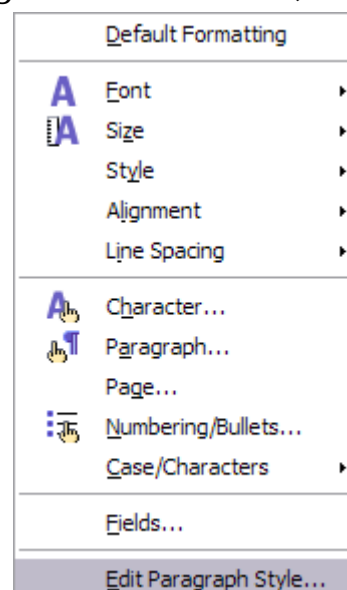 Default Formatting
Font
Size
Style
Alignment
Line Spacing
Character...
Paragraph...
Page...
Numbering/Bullets...
Case/Characters
Fields...
Edit Paragraph Style...